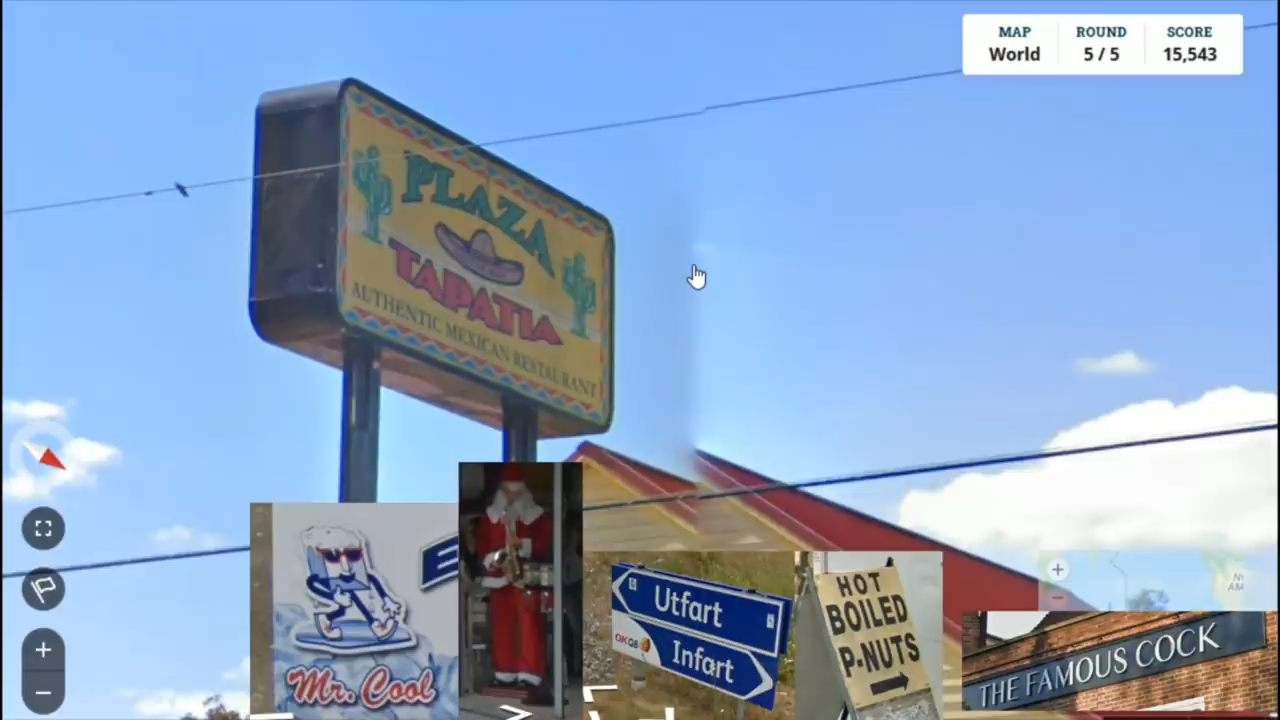 MAP
World
ROUND
5 / 5
SCORE
15,543
PLAZA
TAPATIA
AUTHENTIC MEXICAN RESTAURANT
Mr. Cool
Utfart
OKQ8
Infart
HOT
BOILED
P-NUTS
THE FAMOUS COCK